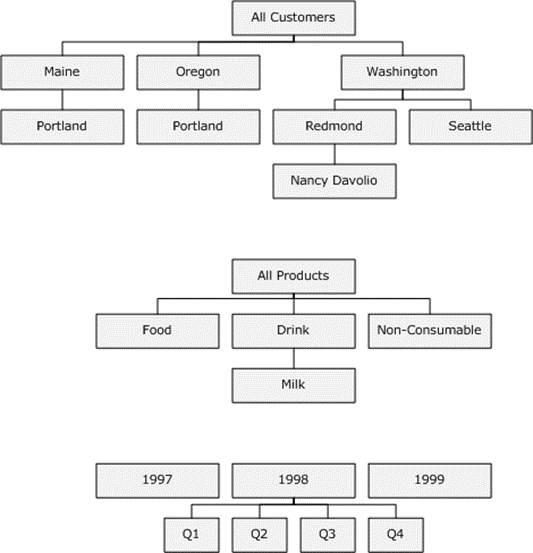 All Customers
Maine
Oregon
Washington
Portland
Portland
Redmond
Seattle
Nancy Davolio
All Products
Food
Drink
Non-Consumable
Milk
1997
1998
1999
Q1
Q2
Q3
Q4